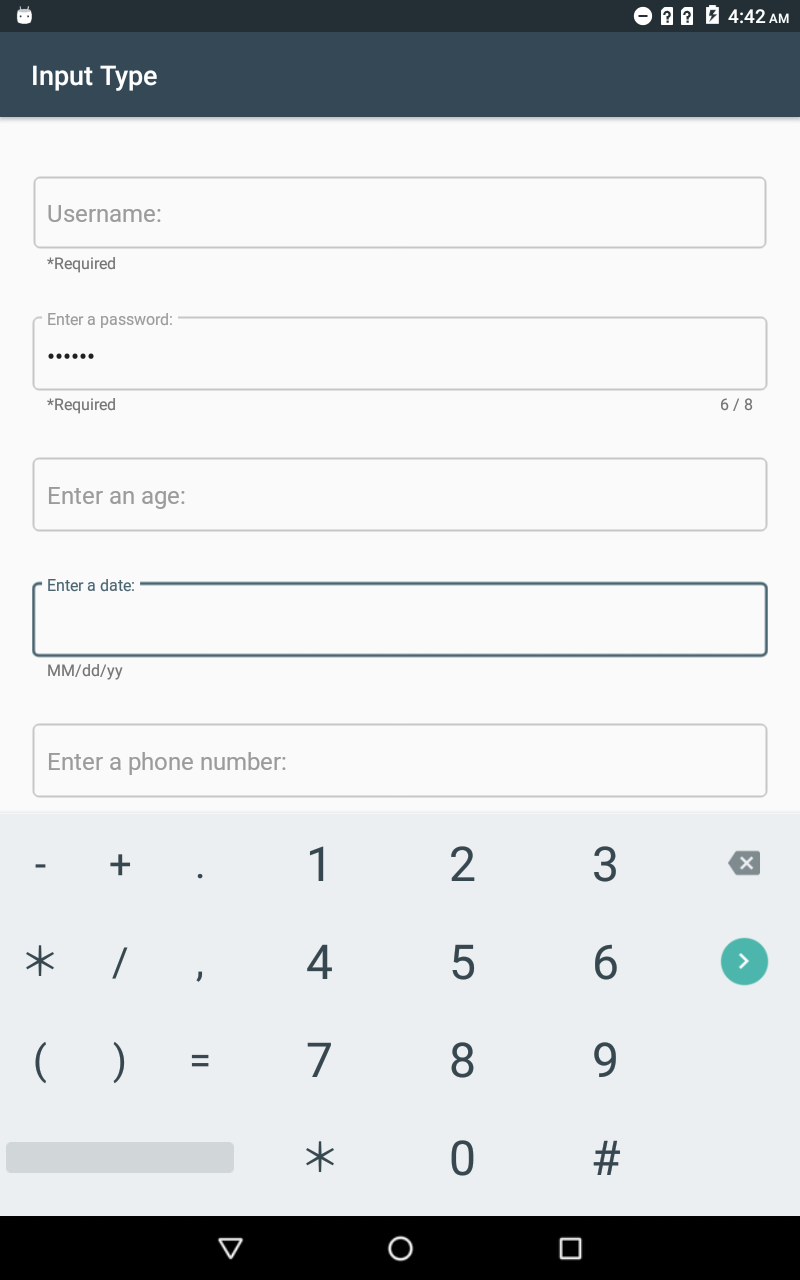 4:42 AM
Input Type
Username:
*Required
Enter a password:
••••••
*Required 6 / 8
Enter an age:
Enter a date:
MM/dd/yy
Enter a phone number:
- + . 1 2 3
* / , 4 5 6
( ) = 7 8 9
* 0 #